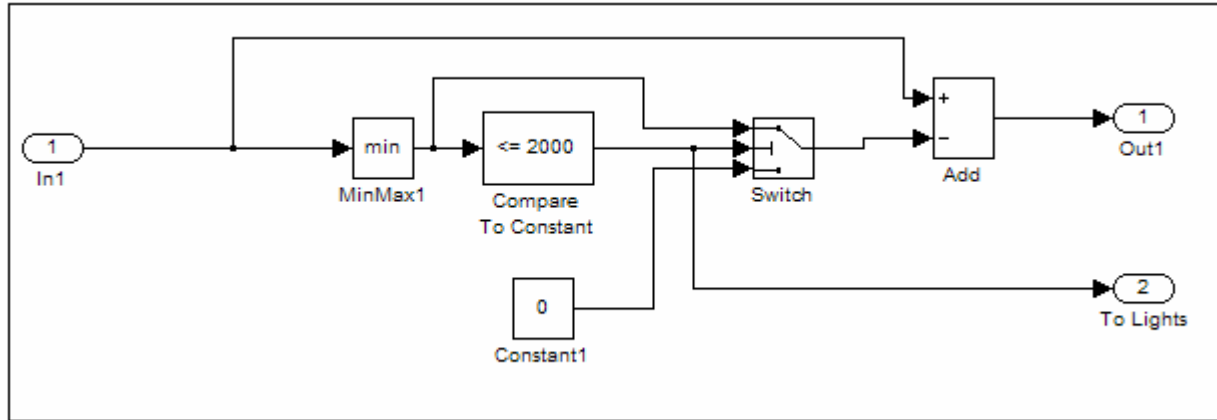 1
In1
min
MinMax1
<= 2000
Compare
To Constant
0
Constant1
Switch
+
−
Add
1
Out1
2
To Lights